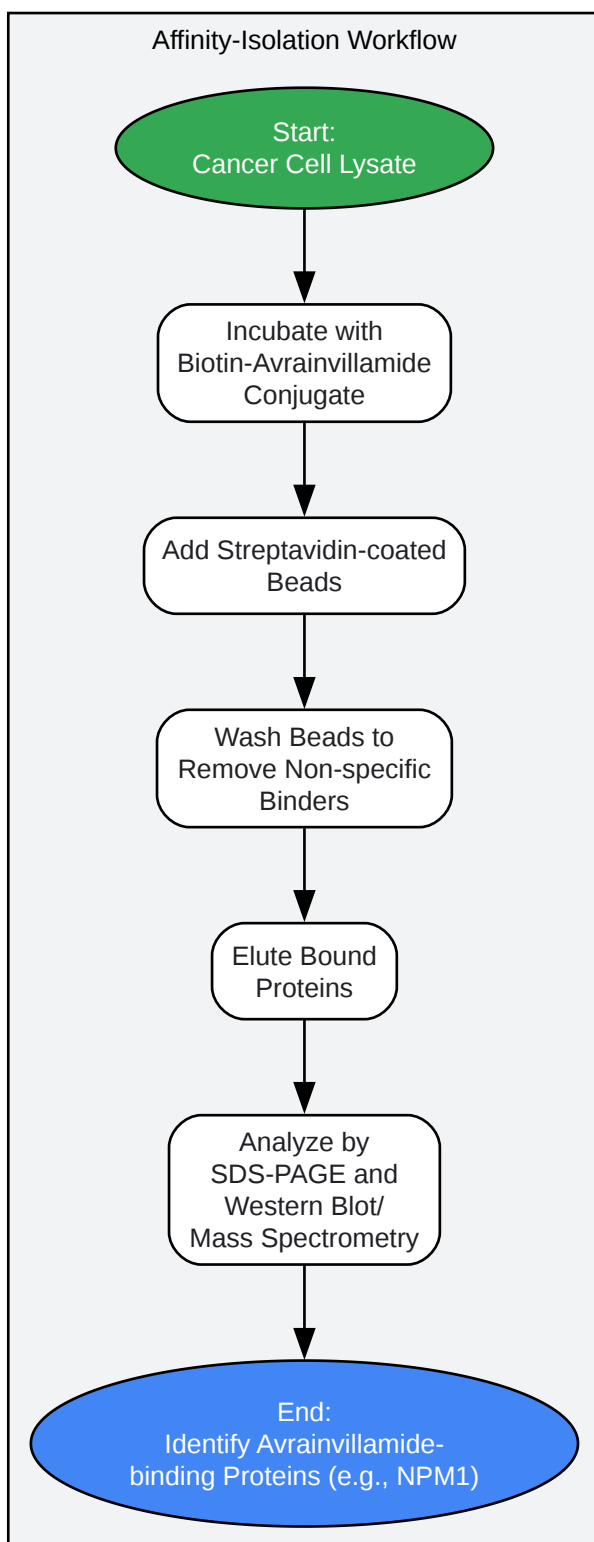 Affinity-Isolation Workflow
Start:
Cancer Cell Lysate
Incubate with
Biotin-Avrainvillamide
Conjugate
Add Streptavidin-coated
Beads
Wash Beads to
Remove Non-specific
Binders
Elute Bound
Proteins
Analyze by
SDS-PAGE and
Western Blot/
Mass Spectrometry
End:
Identify Avrainvillamide-
binding Proteins (e.g., NPM1)